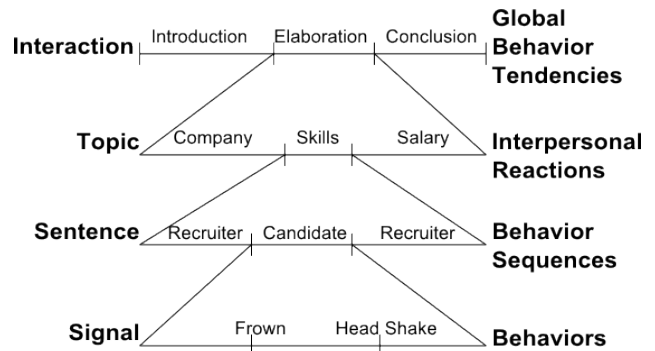 Interaction Introduction Elaboration Conclusion Global
Behavior
Tendencies
Topic Company Skills Salary Interpersonal
Reactions
Sentence Recruiter Candidate Recruiter Behavior
Sequences
Signal Frown Head Shake Behaviors